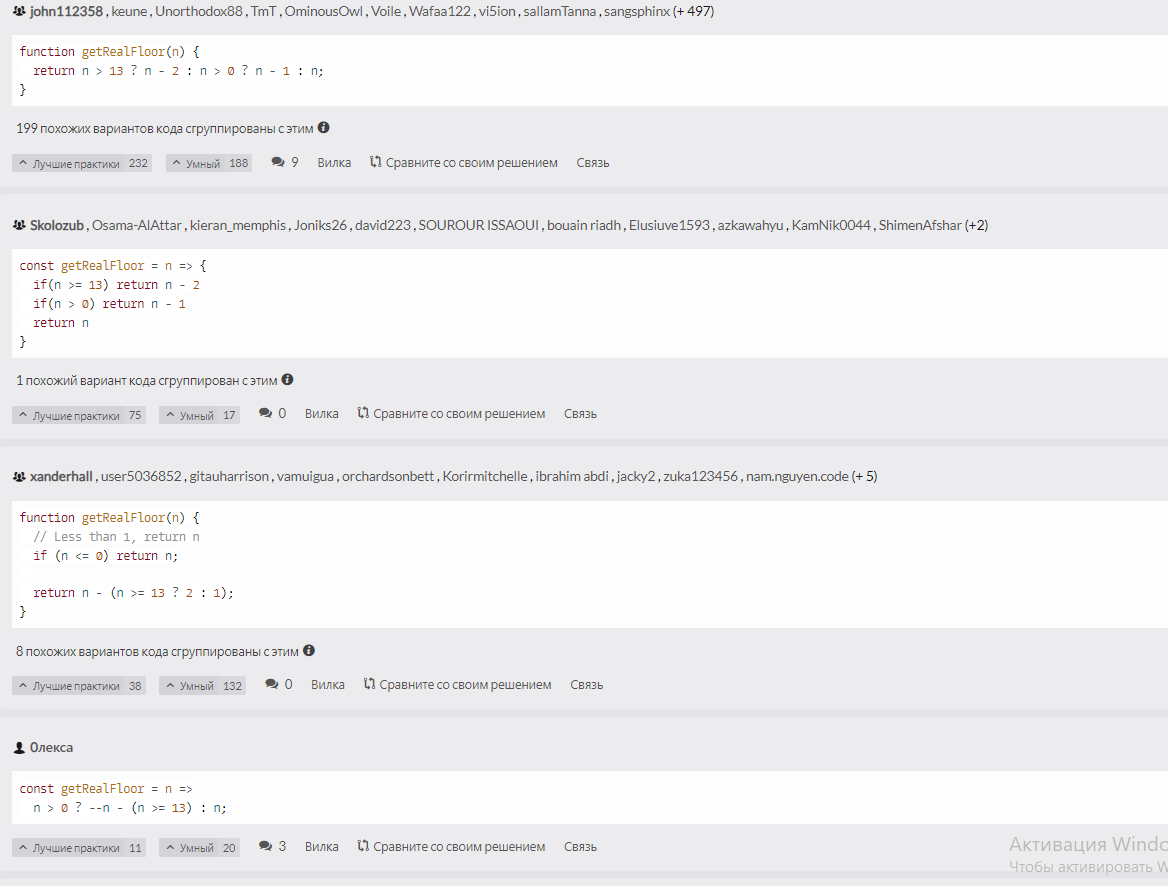 john112358 , keune , Unorthodox88 , TmT , OminousOwl , Voile , Wafaa122 , vi5ion , sallamTanna , sangsphinx (+ 497)
function getRealFloor(n) {
  return n > 13 ? n - 2 : n > 0 ? n - 1 : n;
}
199 похожих вариантов кода сгруппированы с этим
Лучшие практики 232 Умный 188 9 Вилка Сравните со своим решением Связь
Skolozub , Osama-AlAttar , kieran_memphis , Joniks26 , david223 , SOUROUR ISSAOUI , bouain riadh , Elusiuve1593 , azkawahyu , KamNik0044 , ShimenAfshar (+2)
const getRealFloor = n => {
  if(n >= 13) return n - 2
  if(n > 0) return n - 1
  return n
}
1 похожий вариант кода сгруппирован с этим
Лучшие практики 75 Умный 17 0 Вилка Сравните со своим решением Связь
xanderhall , user5036852 , gitauharrison , vamuigua , orchardsonbett , Korirmitchelle , ibrahim abdi , jacky2 , zuka123456 , nam.nguyen.code (+ 5)
function getRealFloor(n) {
  // Less than 1, return n
  if (n <= 0) return n;
  return n - (n >= 13 ? 2 : 1);
}
8 похожих вариантов кода сгруппированы с этим
Лучшие практики 38 Умный 132 0 Вилка Сравните со своим решением Связь
0лекса
const getRealFloor = n =>
  n > 0 ? --n - (n >= 13) : n;
Лучшие практики 11 Умный 20 3 Вилка Сравните со своим решением Связь
Активация Windo
Чтобы активировать W